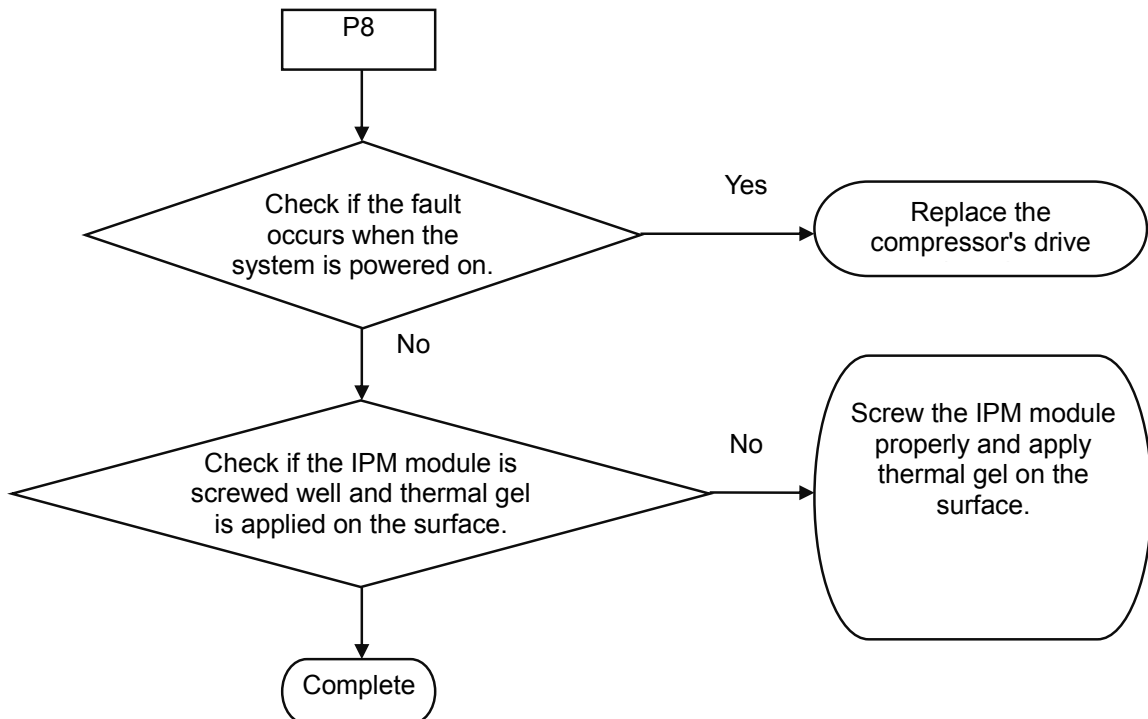 P8
Check if the fault
occurs when the
system is powered on.
Yes
Replace the
compressor's drive
No
Check if the IPM module is
screwed well and thermal gel
is applied on the surface.
No
Screw the IPM module
properly and apply
thermal gel on the
surface.
Complete